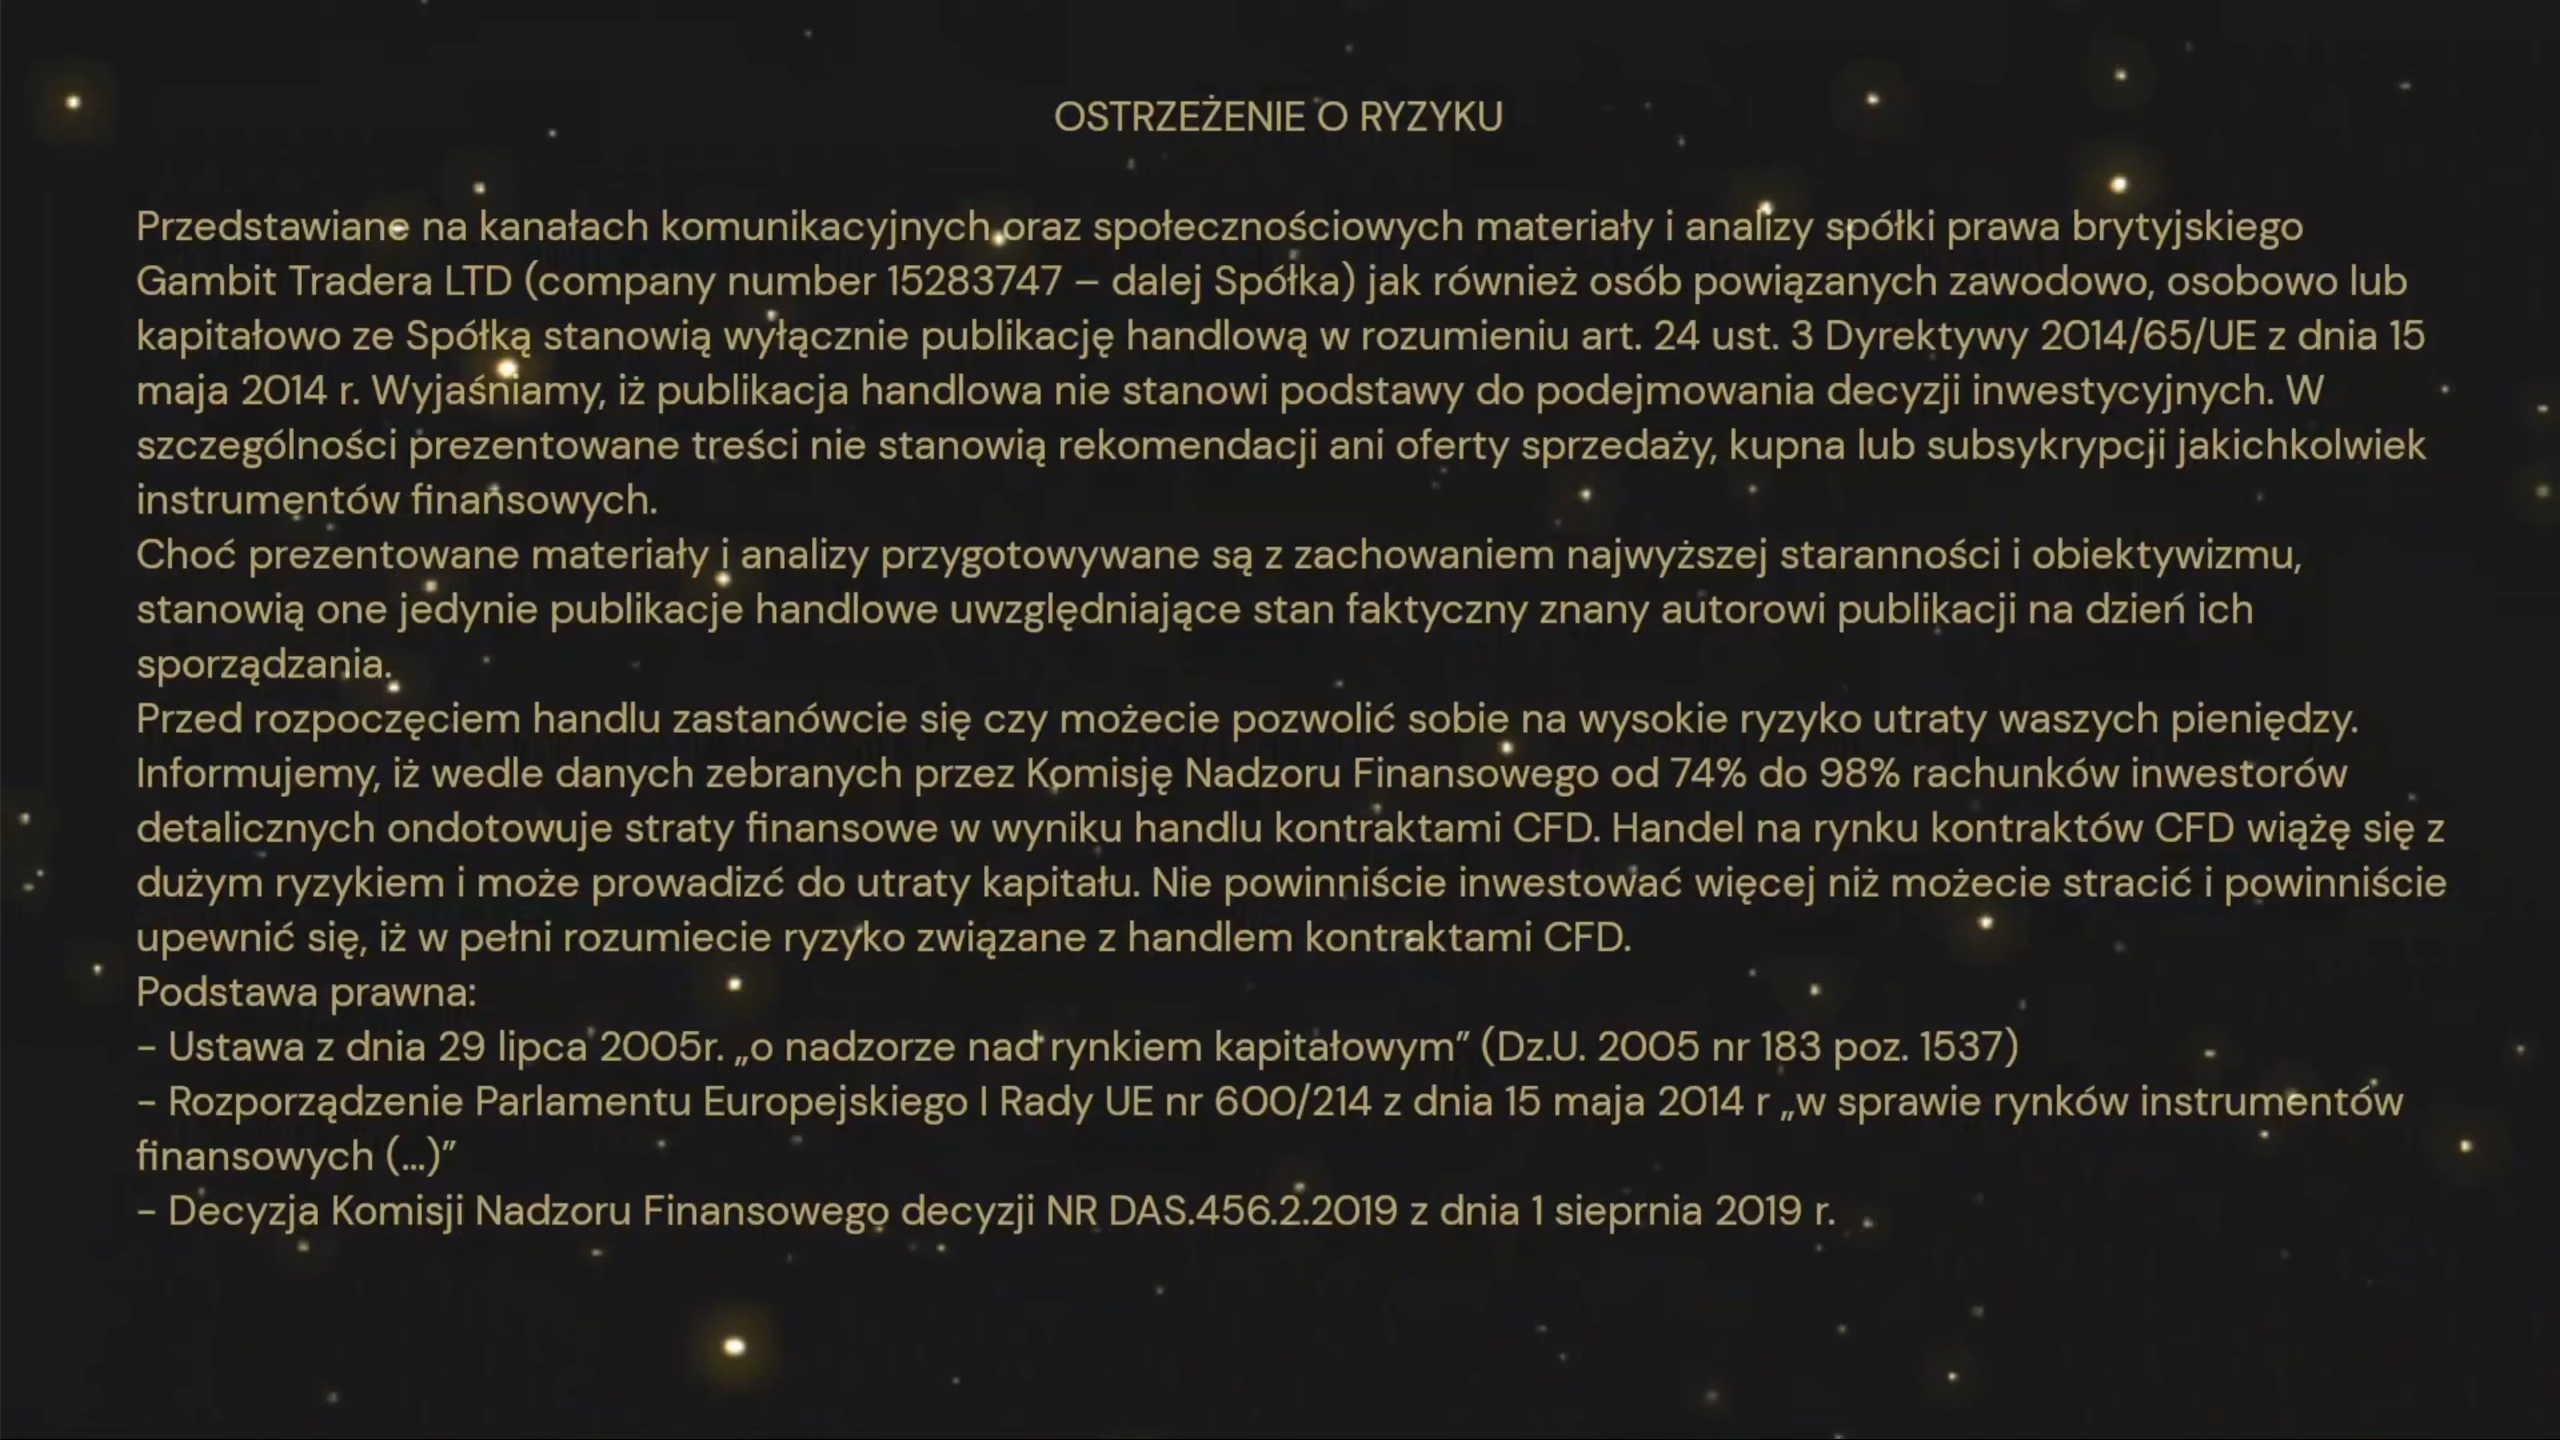 OSTRZEŻENIE O RYZYKU
Przedstawiane na kanałach komunikacyjnych oraz społecznościowych materiały i analizy spółki prawa brytyjskiego
Gambit Tradera LTD (company number 15283747 – dalej Spółka) jak również osób powiązanych zawodowo, osobowo lub
kapitałowo ze Spółką stanowią wyłącznie publikację handlową w rozumieniu art. 24 ust. 3 Dyrektywy 2014/65/UE z dnia 15
maja 2014 r. Wyjaśniamy, iż publikacja handlowa nie stanowi podstawy do podejmowania decyzji inwestycyjnych. W
szczególności prezentowane treści nie stanowią rekomendacji ani oferty sprzedaży, kupna lub subsykrypcji jakichkolwiek
instrumentów finansowych.
Choć prezentowane materiały i analizy przygotowywane są z zachowaniem najwyższej staranności i obiektywizmu,
stanowią one jedynie publikacje handlowe uwzględniające stan faktyczny znany autorowi publikacji na dzień ich
sporządzania.
Przed rozpoczęciem handlu zastanówcie się czy możecie pozwolić sobie na wysokie ryzyko utraty waszych pieniędzy.
Informujemy, iż wedle danych zebranych przez Komisję Nadzoru Finansowego od 74% do 98% rachunków inwestorów
detalicznych ondotowuje straty finansowe w wyniku handlu kontraktami CFD. Handel na rynku kontraktów CFD wiążę się z
dużym ryzykiem i może prowadizć do utraty kapitału. Nie powinniście inwestować więcej niż możecie stracić i powinniście
upewnić się, iż w pełni rozumiecie ryzyko związane z handlem kontraktami CFD.
Podstawa prawna:
– Ustawa z dnia 29 lipca 2005r. „o nadzorze nad rynkiem kapitałowym” (Dz.U. 2005 nr 183 poz. 1537)
– Rozporządzenie Parlamentu Europejskiego I Rady UE nr 600/214 z dnia 15 maja 2014 r „w sprawie rynków instrumentów
finansowych (...)”
– Decyzja Komisji Nadzoru Finansowego decyzji NR DAS.456.2.2019 z dnia 1 sieprnia 2019 r.